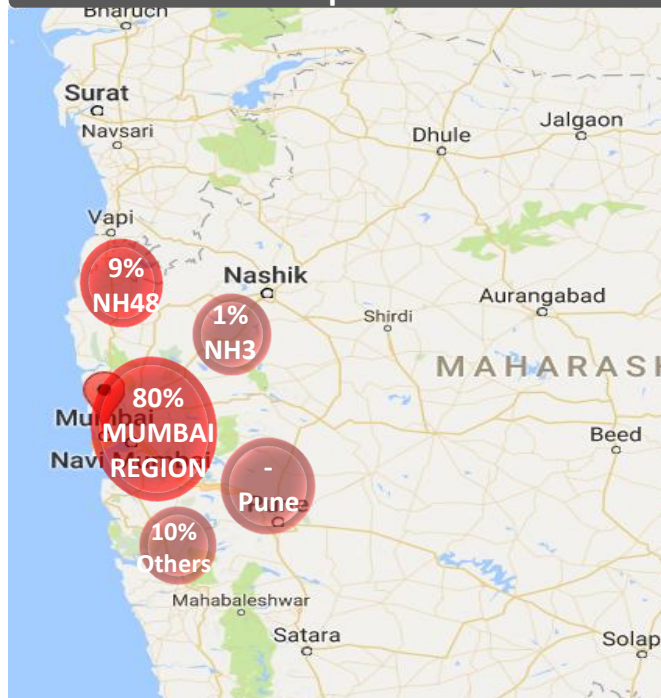 Bharuch
Surat
Navsari
Dhule
Jalgaon
Vapi
9%
NH48
Nashik
1%
NH3
Shirdi
Aurangabad
MAHARASH
80%
MUMBAI
REGION
Mumbai
Navi Mumbai
Beed
-
Pune
10%
Others
Mahabaleshwar
Satara
Solap